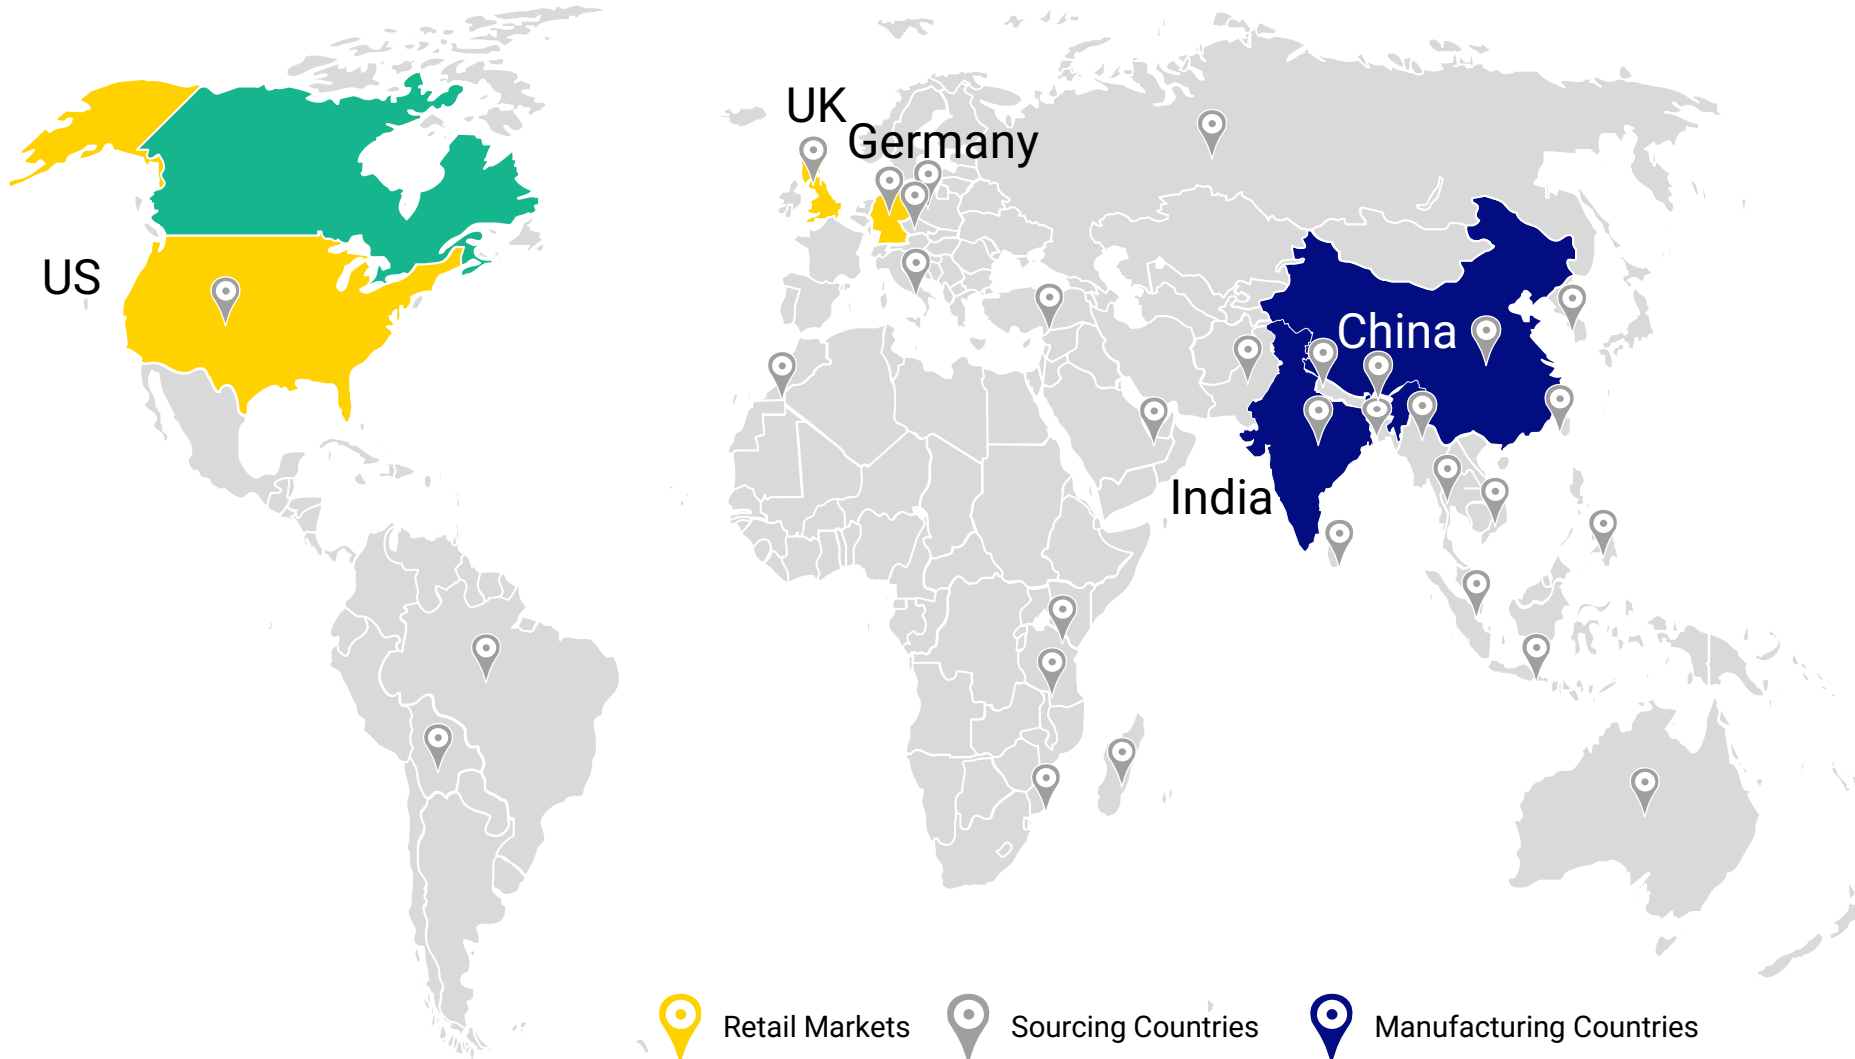 UK
Germany
US
China
India
Retail Markets
Sourcing Countries
Manufacturing Countries